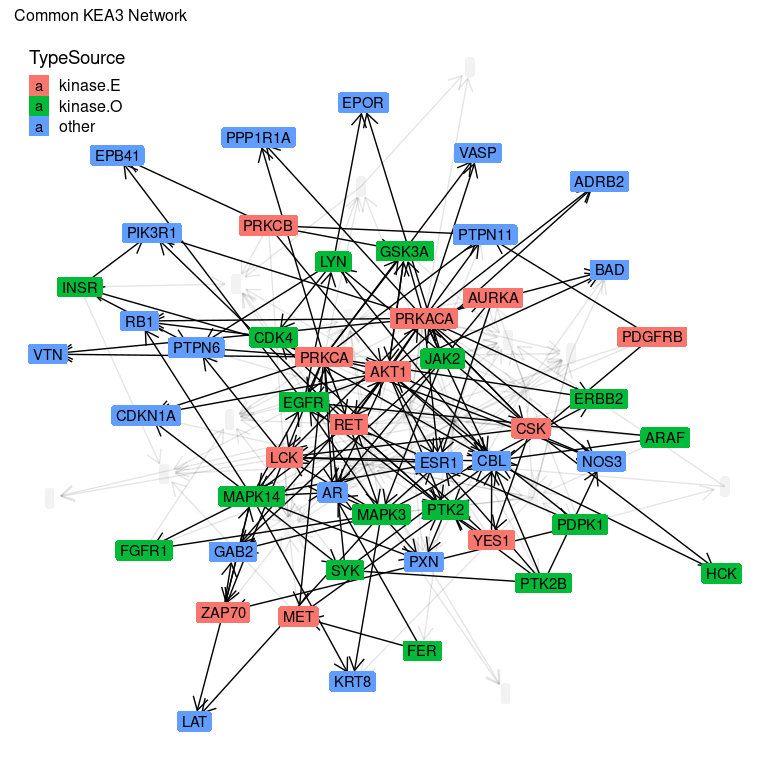 Common KEA3 Network
TypeSource
a kinase.E
a kinase.O
a other
EPOR
PPP1R1A
EPB41
VASP
ADRB2
PRKCB
PIK3R1
PTPN11
GSK3A
LYN
BAD
INSR
AURKA
PRKACA
RB1
CDK4
PDGFRB
PTPN6
VTN
PRKCA
JAK2
AKT1
ERBB2
EGFR
CDKN1A
RET
CSK
ARAF
LCK
ESR1
CBL
NOS3
MAPK14
AR
PTK2
MAPK3
PDPK1
YES1
FGFR1
GAB2
PXN
SYK
HCK
PTK2B
ZAP70
MET
FER
KRT8
LAT